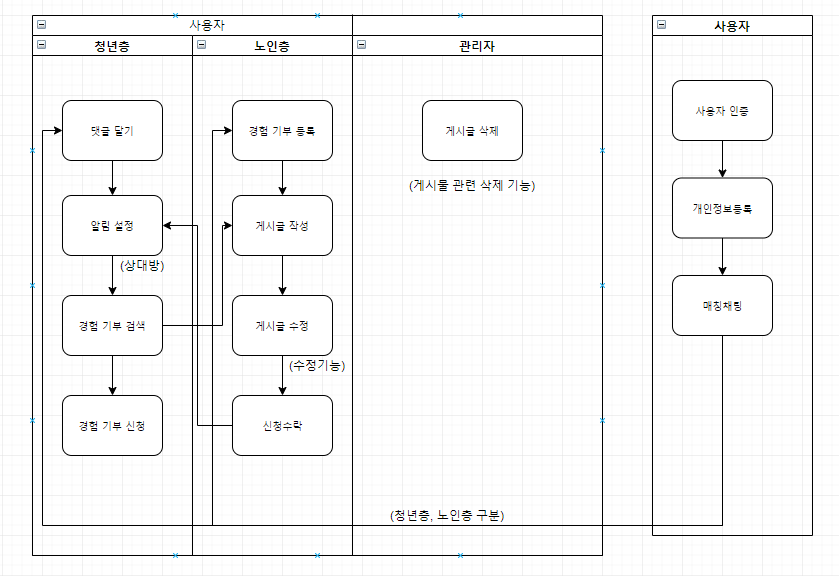 사용자
사용자
청년층
노인층
관리자
댓글 달기
경험 기부 등록
게시글 삭제
사용자 인증
(게시물 관련 삭제 기능)
알림 설정
게시글 작성
개인정보등록
(상대방)
경험 기부 검색
게시글 수정
매칭채팅
(수정기능)
경험 기부 신청
신청수락
(청년층, 노인층 구분)